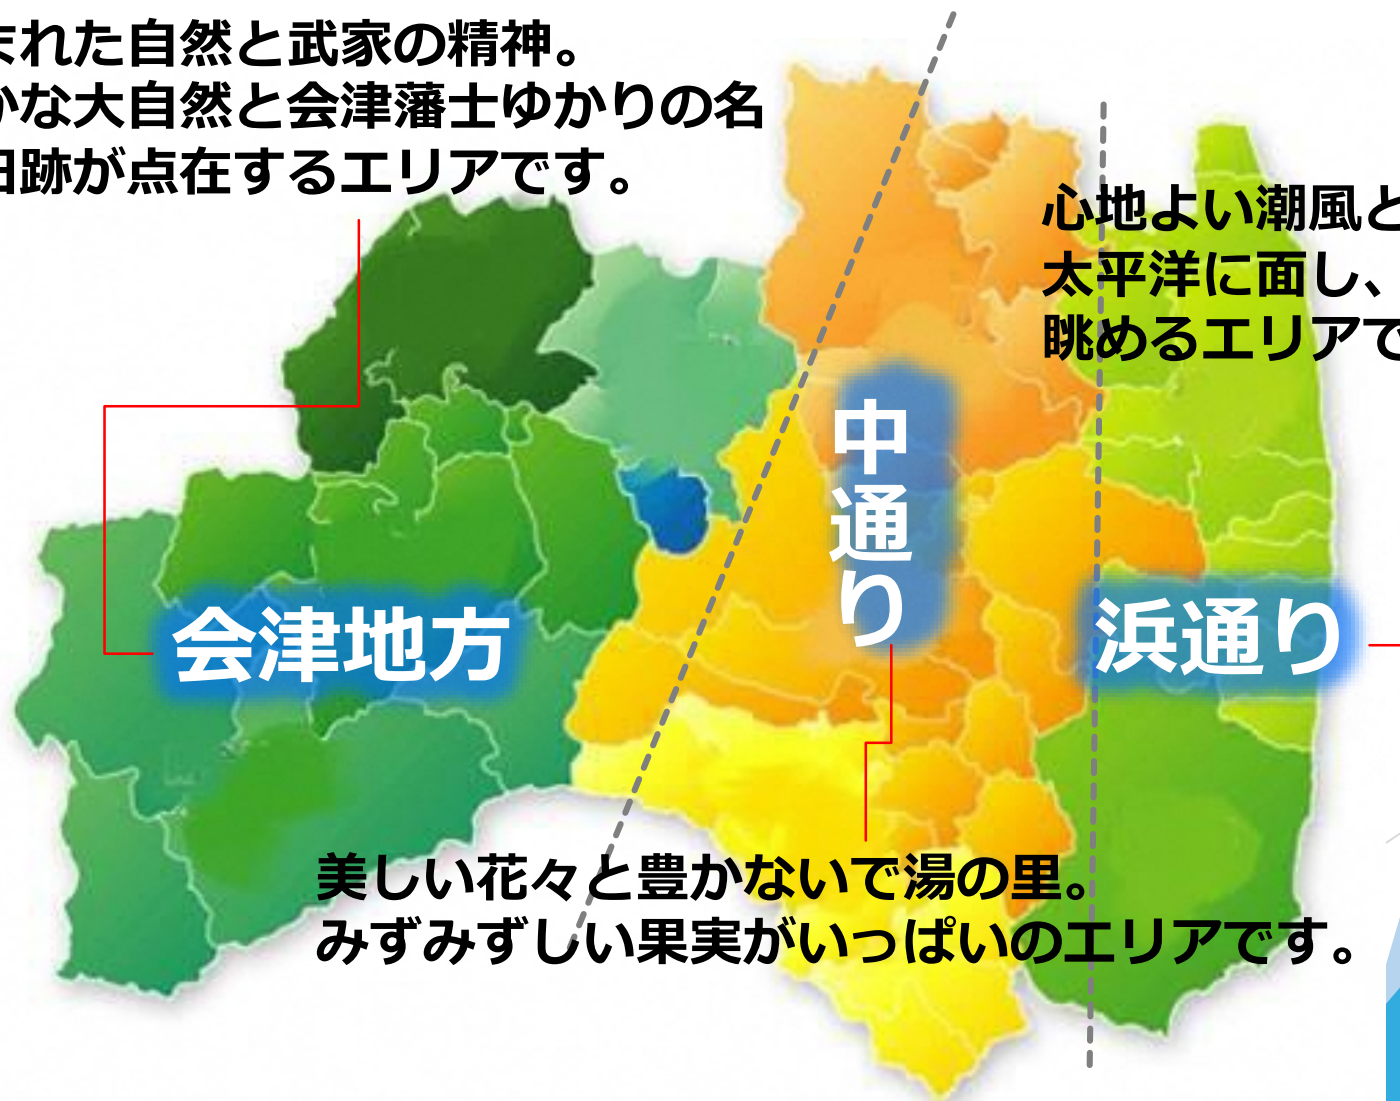 まれた自然と武家の精神。
かな大自然と会津藩士ゆかりの名
旧跡が点在するエリアです。
心地よい潮風と
太平洋に面し、
眺めるエリアで
中通り
会津地方
浜通り
美しい花々と豊かないで湯の里。
みずみずしい果実がいっぱいのエリアです。